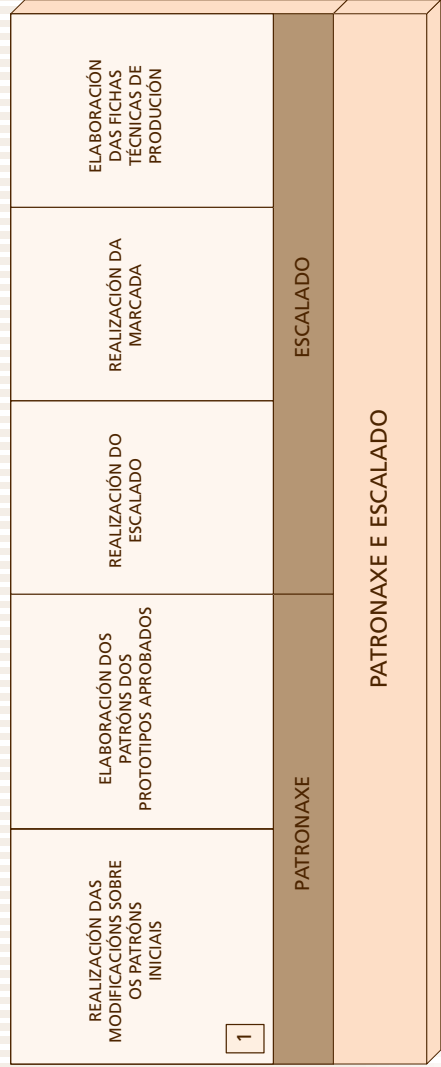 PATRONAXE E ESCALADO
PATRONAXE
ESCALADO
REALIZACIÓN DAS
MODIFICACIÓNS SOBRE
OS PATRÓNS
INICIAIS
1
ELABORACIÓN DOS
PATRÓNS DOS
PROTOTIPOS APROBADOS
REALIZACIÓN DO
ESCALADO
REALIZACIÓN DA
MARCADA
ELABORACIÓN
DAS FICHAS
TÉCNICAS DE
PRODUCIÓN